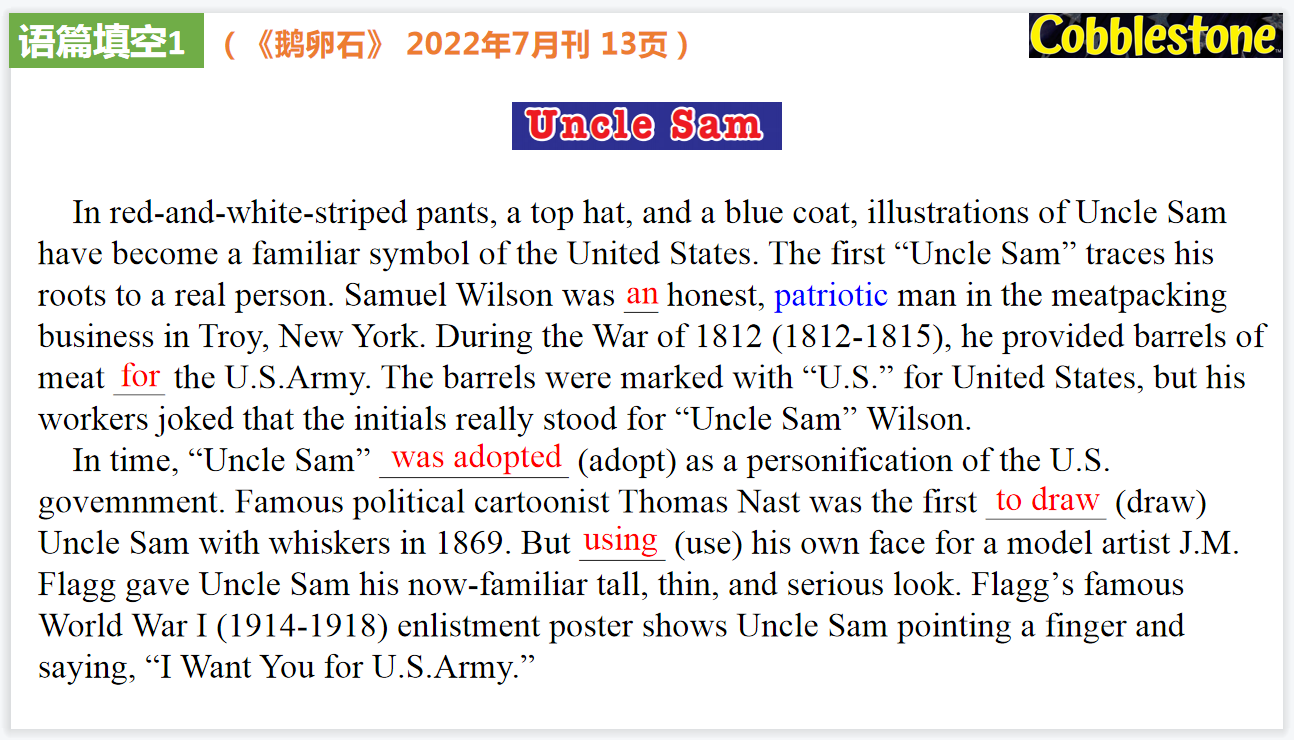 语篇填空1 （《鹅卵石》 2022年7月刊 13页） Cobblestone
Uncle Sam
In red-and-white-striped pants, a top hat, and a blue coat, illustrations of Uncle Sam
have become a familiar symbol of the United States. The first “Uncle Sam” traces his
roots to a real person. Samuel Wilson was an honest, patriotic man in the meatpacking
business in Troy, New York. During the War of 1812 (1812-1815), he provided barrels of
meat for the U.S.Army. The barrels were marked with “U.S.” for United States, but his
workers joked that the initials really stood for “Uncle Sam” Wilson.
In time, “Uncle Sam” was adopted (adopt) as a personification of the U.S.
govemnment. Famous political cartoonist Thomas Nast was the first to draw (draw)
Uncle Sam with whiskers in 1869. But using (use) his own face for a model artist J.M.
Flagg gave Uncle Sam his now-familiar tall, thin, and serious look. Flagg’s famous
World War I (1914-1918) enlistment poster shows Uncle Sam pointing a finger and
saying, “I Want You for U.S.Army.”